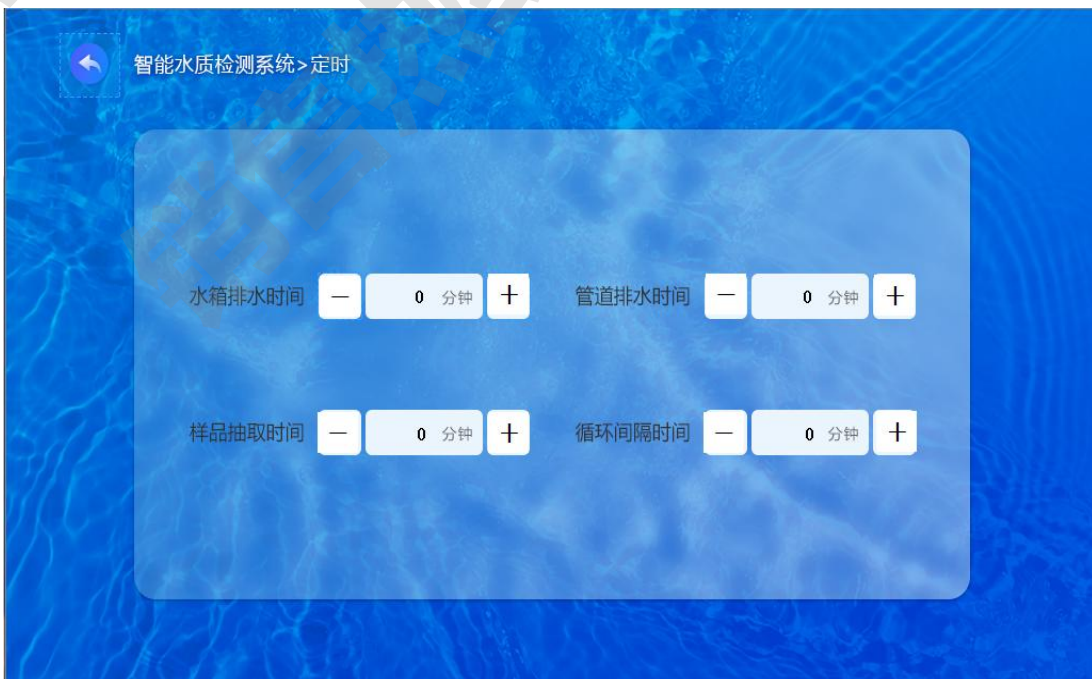 智能水质检测系统>定时
水箱排水时间 — 0 分钟 + 管道排水时间 — 0 分钟 +
样品抽取时间 — 0 分钟 + 循环间隔时间 — 0 分钟 +